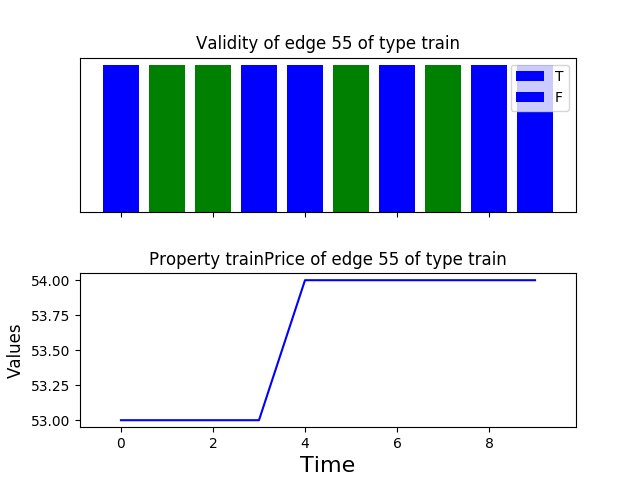 Validity of edge 55 of type train
T
F
Property trainPrice of edge 55 of type train
54.00
53.75
53.50
53.25
53.00
Values
0 2 4 6 8
Time